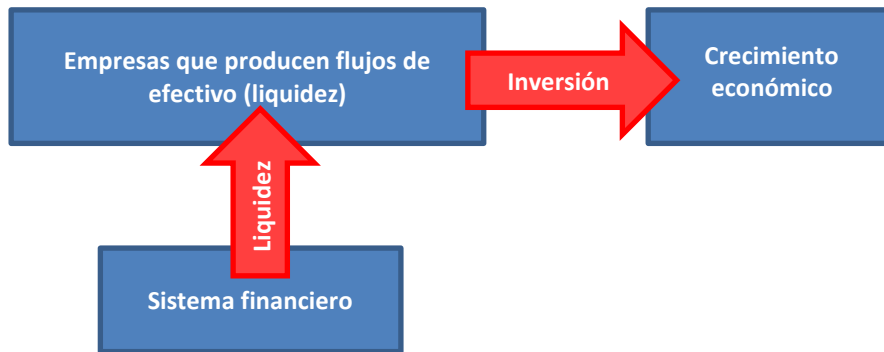 Empresas que producen flujos de
efectivo (liquidez)
Inversión
Crecimiento
económico
Liquidez
Sistema financiero